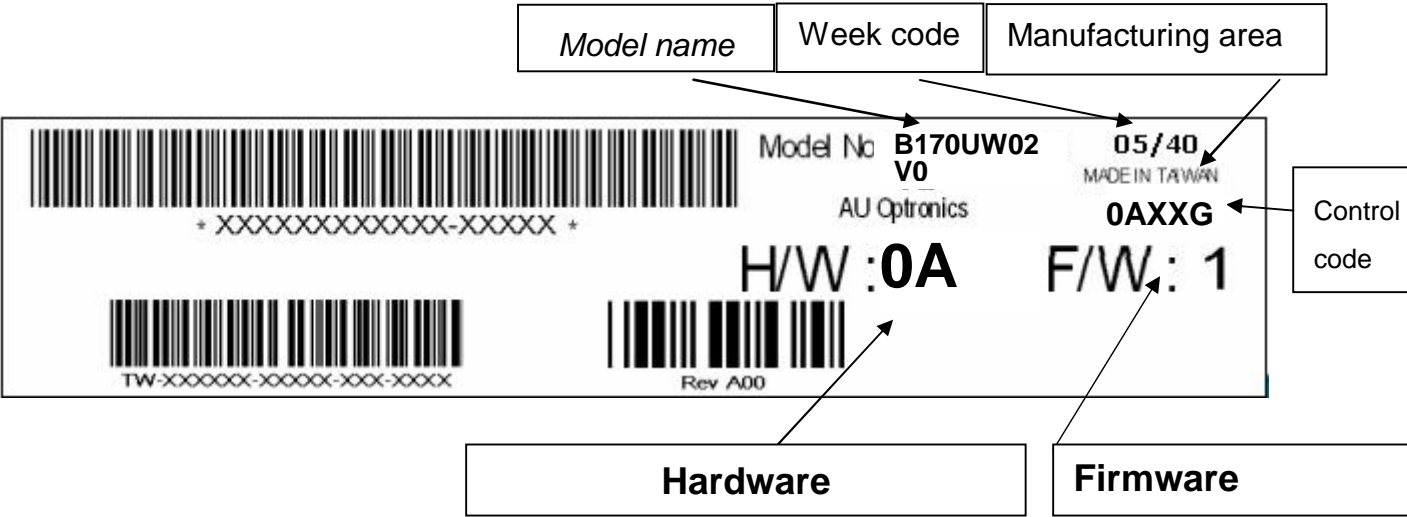 Model name
Week code
Manufacturing area
Model No B170UW02
V0
05/40
MADE IN TAIWAN
AU Optronics
0AXXG
Control
code
* XXXXXXXXXXXX-XXXXX *
H/W :0A
F/W : 1
TW-XXXXXX-XXXXX-XXX-XXXX
Rev A00
Hardware
Firmware